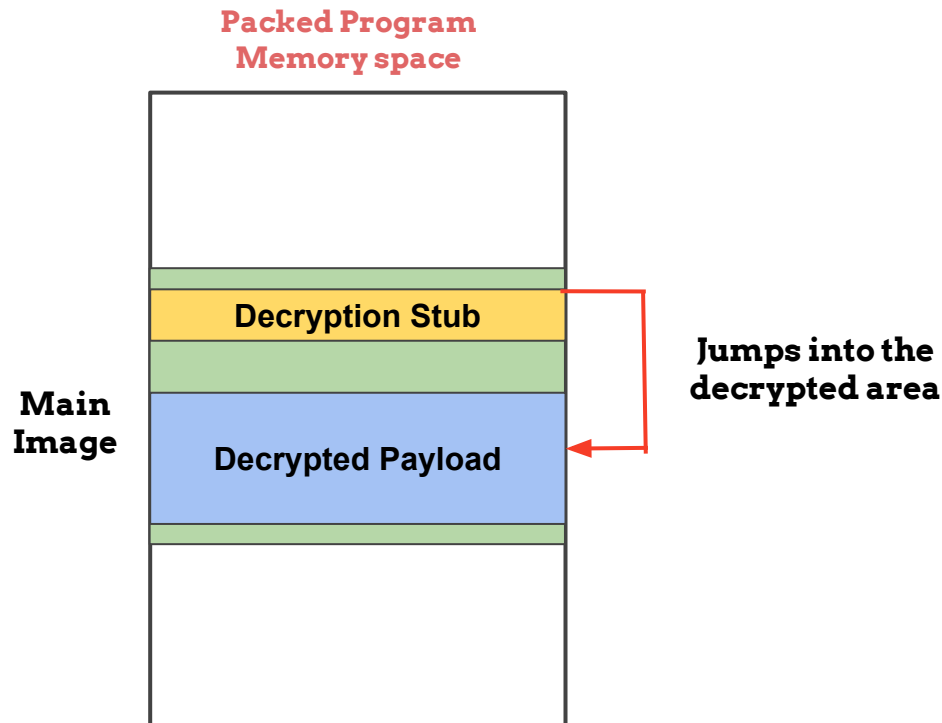 Packed Program
Memory space
Decryption Stub
Jumps into the
decrypted area
Main
Image
Decrypted Payload